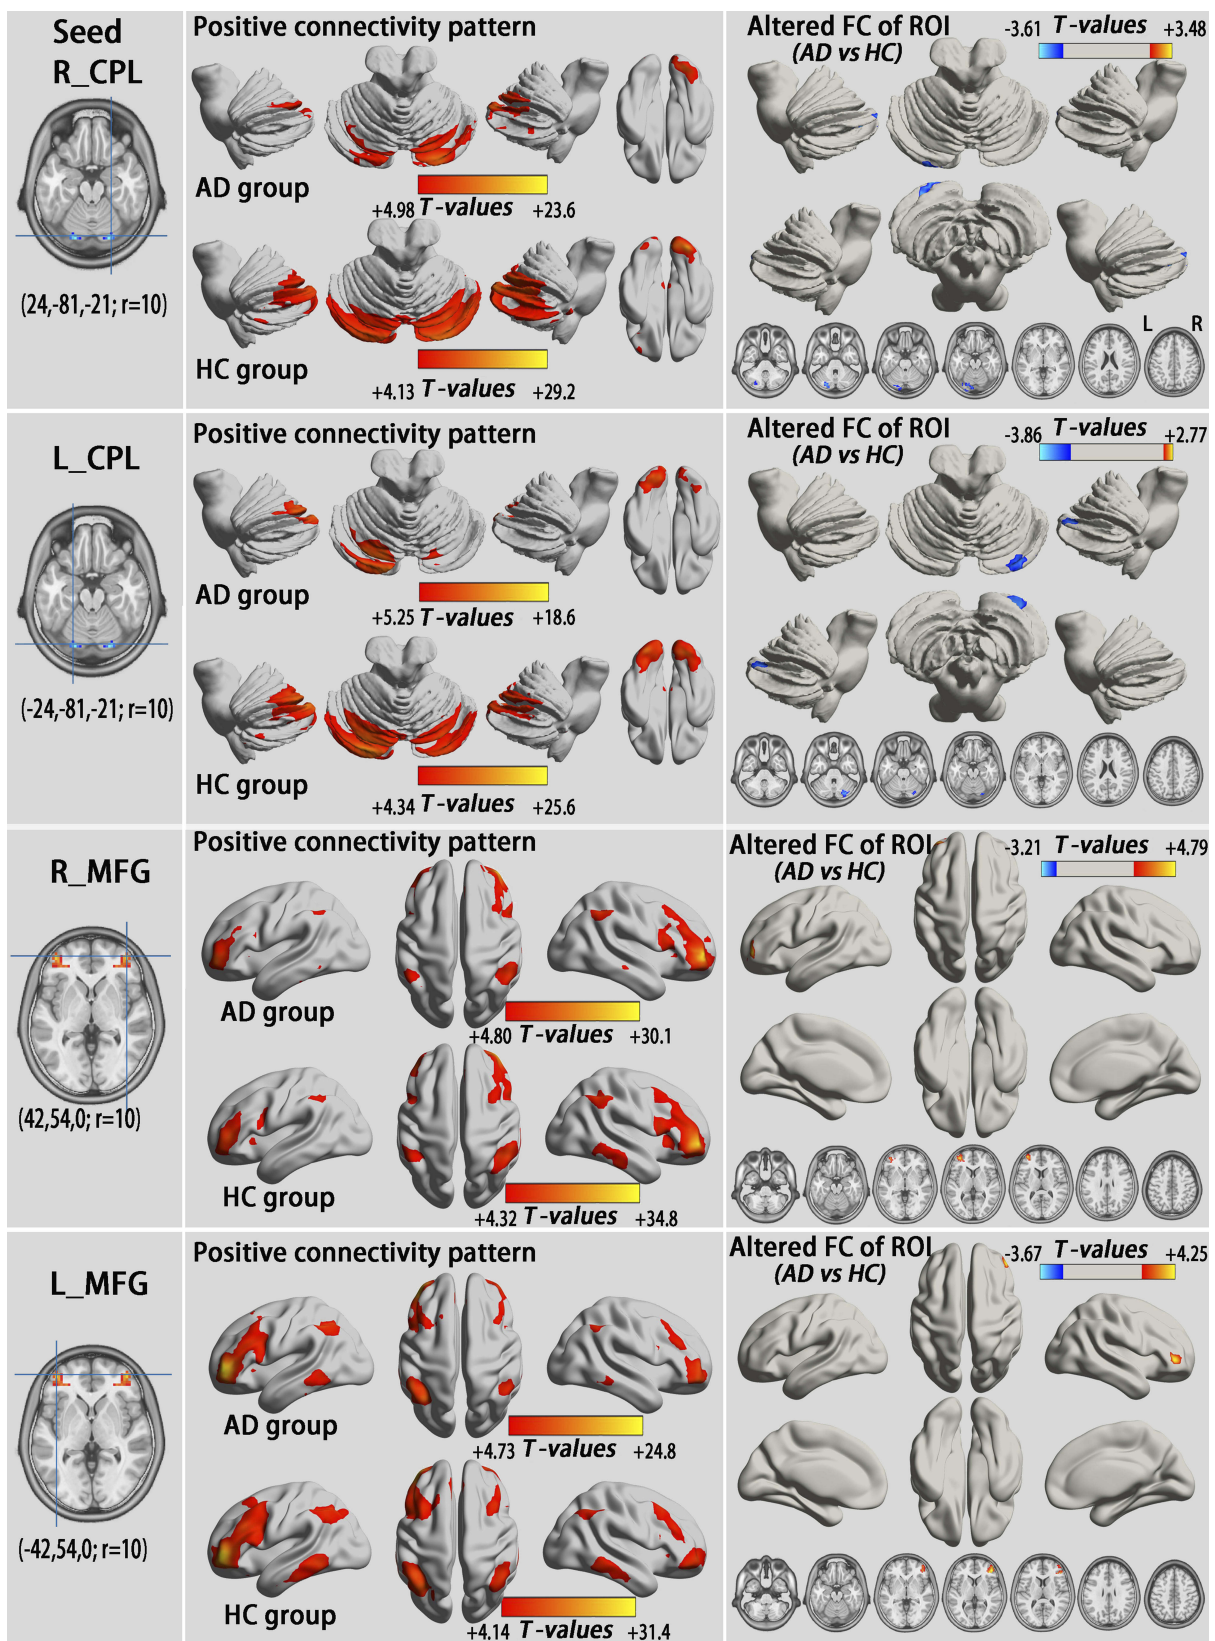 Seed
R_CPL
(24,-81,-21; r=10)
Positive connectivity pattern
AD group
+4.98 T-values +23.6
HC group
+4.13 T-values +29.2
Altered FC of ROI
(AD vs HC)
-3.61 T-values +3.48
L R
L_CPL
(-24,-81,-21; r=10)
Positive connectivity pattern
AD group
+5.25 T-values +18.6
HC group
+4.34 T-values +25.6
Altered FC of ROI
(AD vs HC)
-3.86 T-values +2.77
R_MFG
(42,54,0; r=10)
Positive connectivity pattern
AD group
+4.80 T-values +30.1
HC group
+4.32 T-values +34.8
Altered FC of ROI
(AD vs HC)
-3.21 T-values +4.79
L_MFG
(-42,54,0; r=10)
Positive connectivity pattern
AD group
+4.73 T-values +24.8
HC group
+4.14 T-values +31.4
Altered FC of ROI
(AD vs HC)
-3.67 T-values +4.25